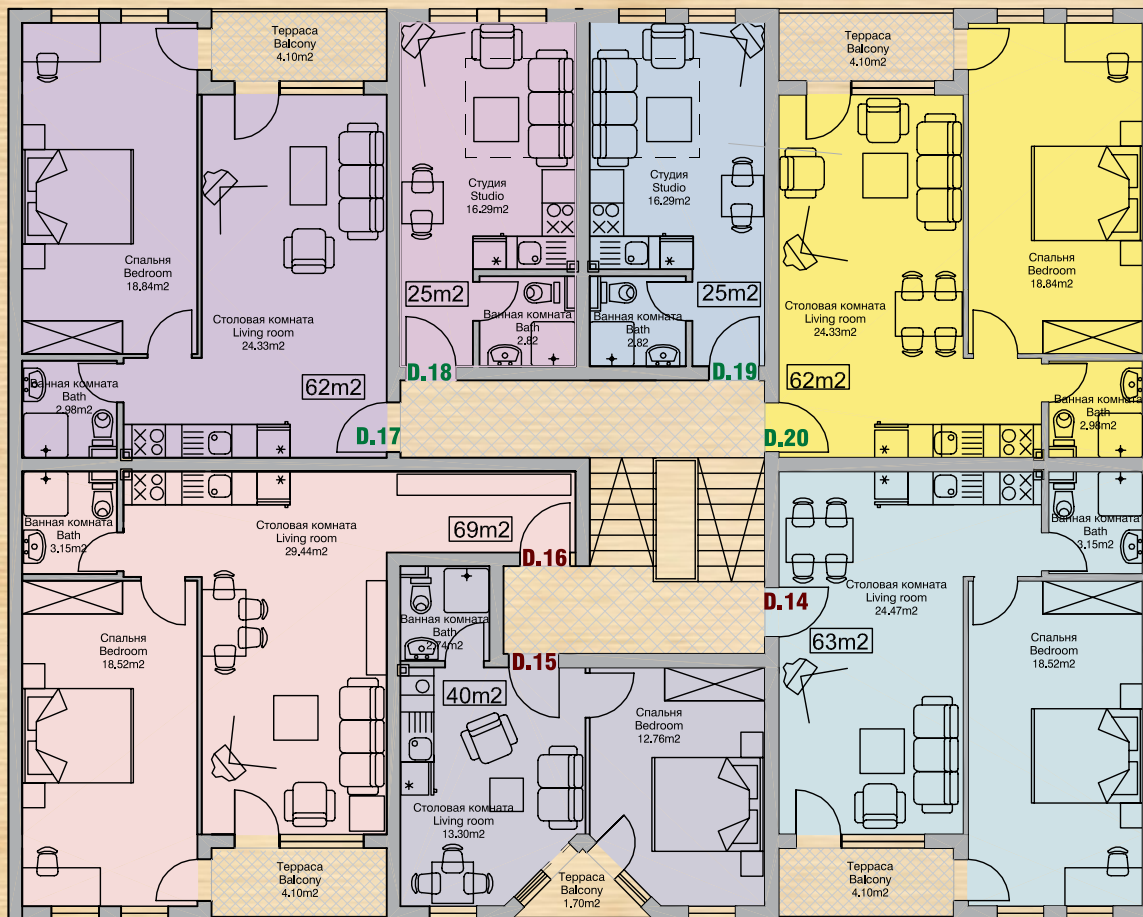 Терраса
Balcony
4.10m2
Терраса
Balcony
4.10m2
Студия
Studio
16.29m2
Студия
Studio
16.29m2
Спальня
Bedroom
18.84m2
Спальня
Bedroom
18.84m2
Столовая комната
Living room
24.33m2
25m2
25m2
Столовая комната
Living room
24.33m2
Ванная комната
Bath
2.82
Ванная комната
Bath
2.82
62m2
D.18
D.19
62m2
Ванная комната
Bath
2.98m2
Ванная комната
Bath
2.98m2
D.17
D.20
Ванная комната
Bath
3.15m2
Столовая комната
Living room
29.44m2
69m2
Ванная комната
Bath
3.15m2
D.16
D.14
Столовая комната
Living room
24.47m2
Ванная комната
Bath
2.74m2
63m2
Спальня
Bedroom
18.52m2
Спальня
Bedroom
18.52m2
D.15
40m2
Спальня
Bedroom
12.76m2
Столовая комната
Living room
13.30m2
Терраса
Balcony
4.10m2
Терраса
Balcony
1.70m2
Терраса
Balcony
4.10m2